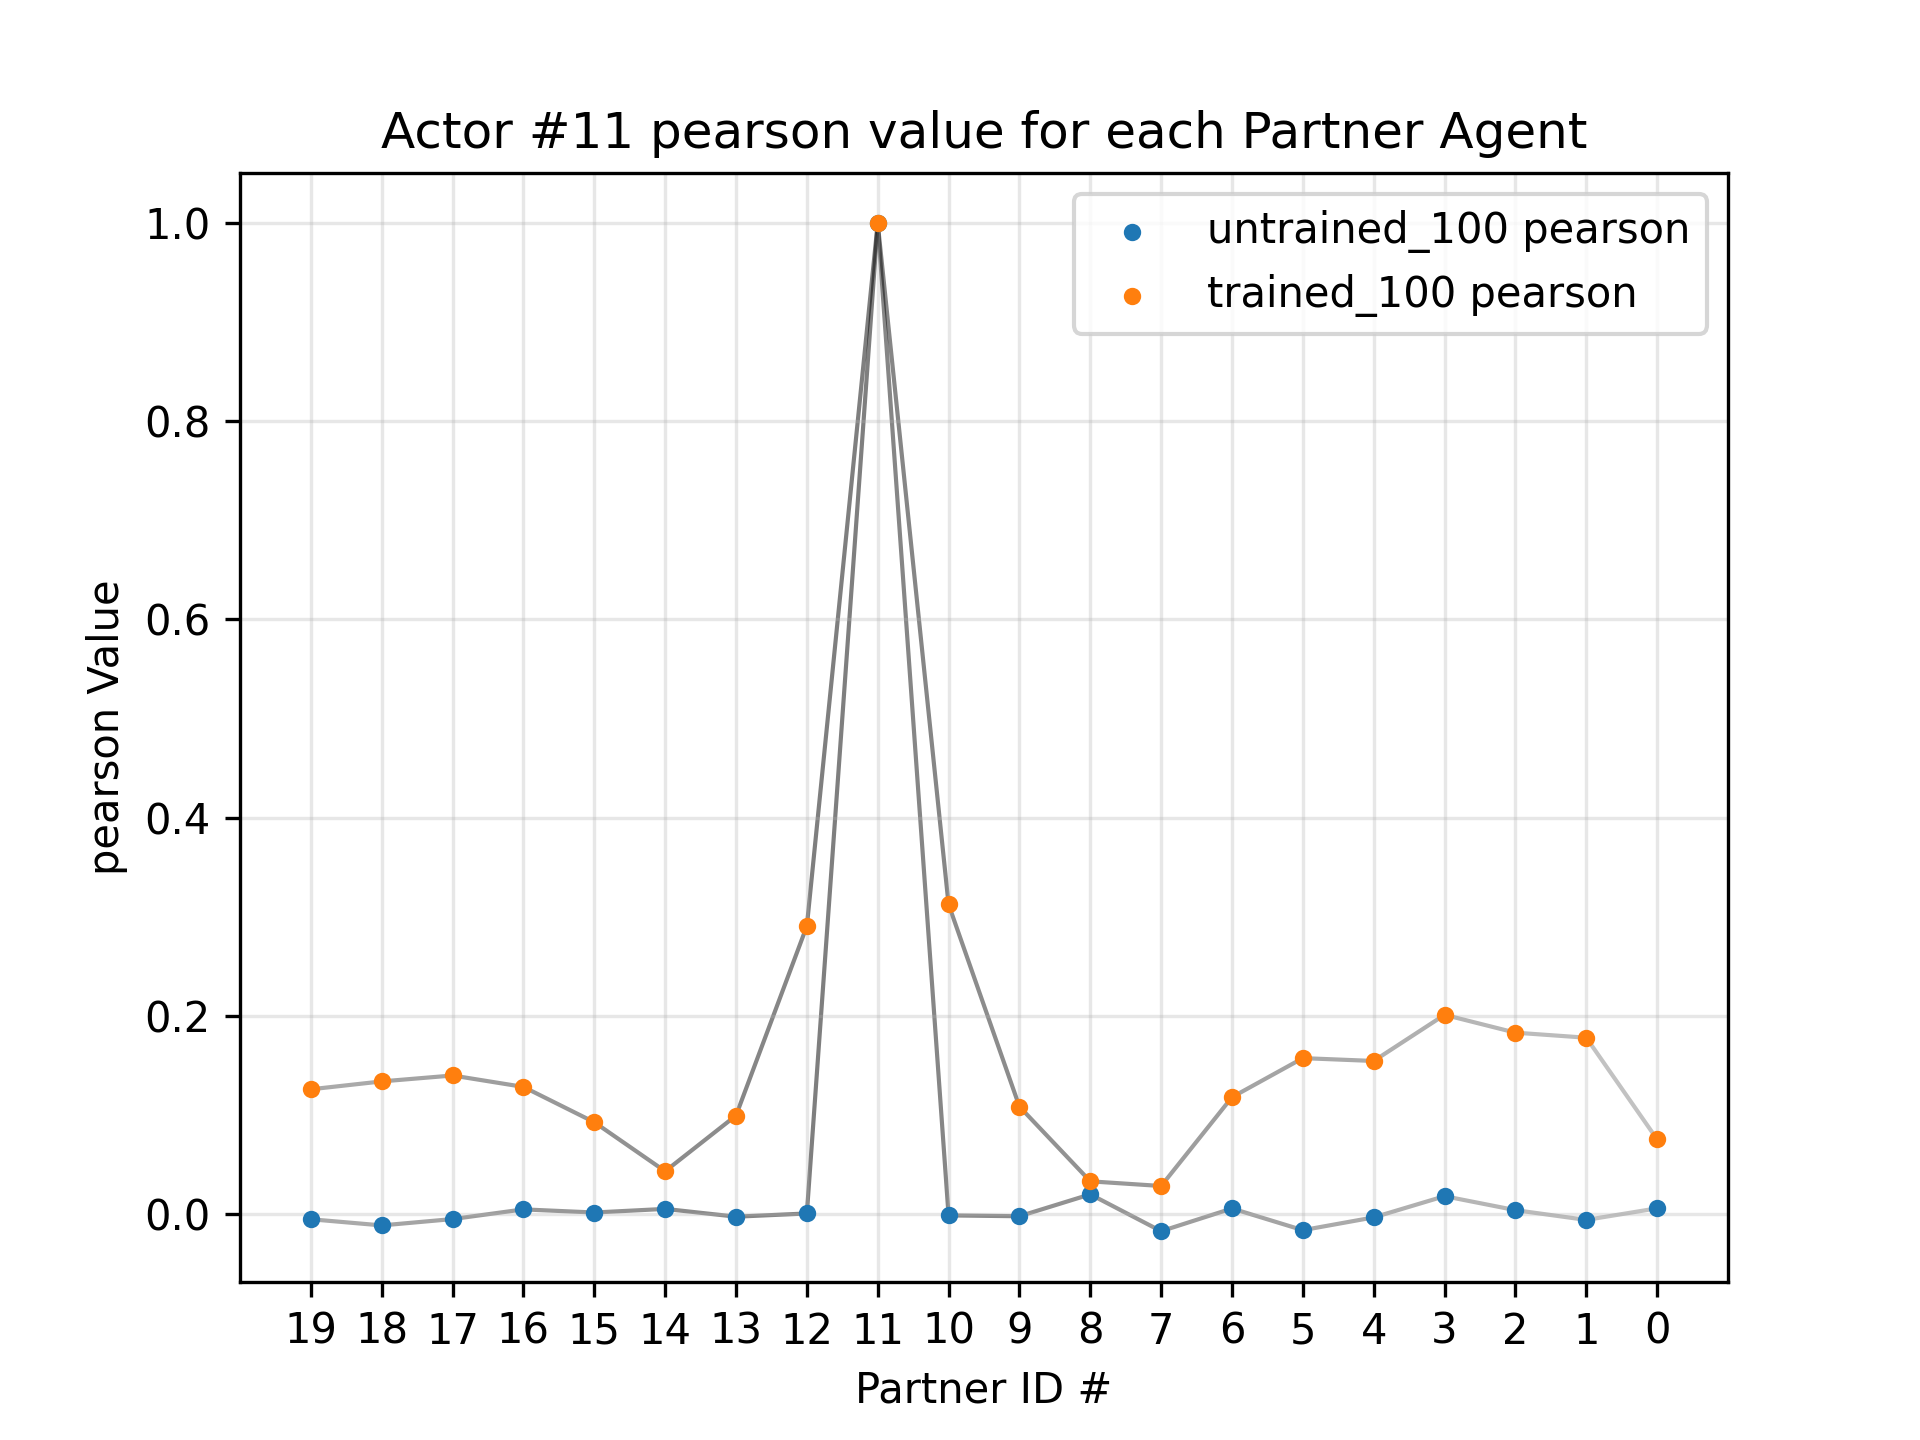 Actor #11 pearson value for each Partner Agent
untrained_100 pearson
trained_100 pearson
pearson Value
1.0
0.8
0.6
0.4
0.2
0.0
19 18 17 16 15 14 13 12 11 10 9 8 7 6 5 4 3 2 1 0
Partner ID #